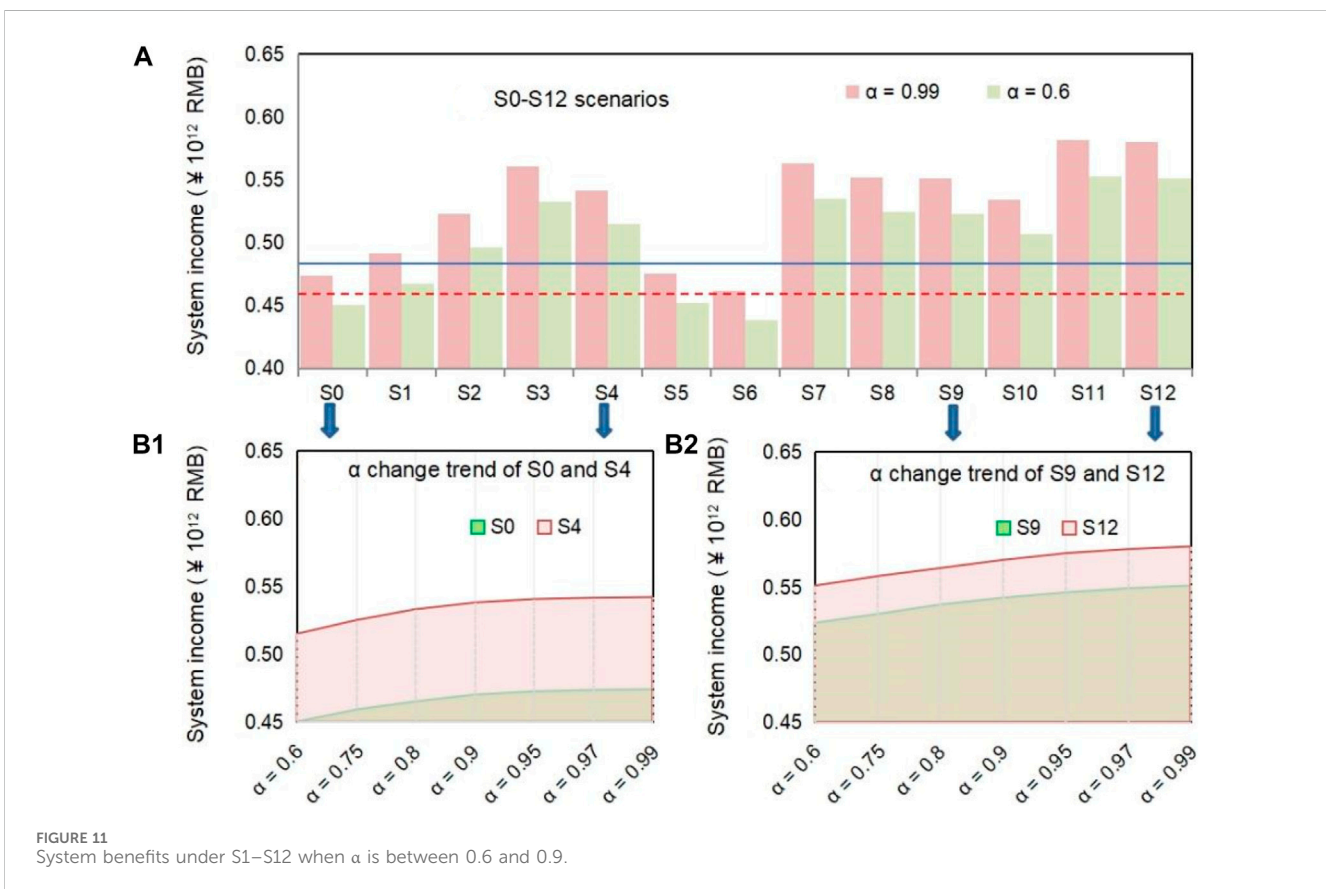 A
System income ( ¥ 10¹² RMB)
0.65
0.60
0.55
0.50
0.45
0.40
S0-S12 scenarios
α = 0.99
α = 0.6
S0 S1 S2 S3 S4 S5 S6 S7 S8 S9 S10 S11 S12
B1
System income ( ¥ 10¹² RMB)
0.65
0.60
0.55
0.50
0.45
α change trend of S0 and S4
S0 S4
α = 0.6
α = 0.75
α = 0.8
α = 0.9
α = 0.95
α = 0.97
α = 0.99
B2
System income ( ¥ 10¹² RMB)
0.65
0.60
0.55
0.50
0.45
α change trend of S9 and S12
S9 S12
α = 0.6
α = 0.75
α = 0.8
α = 0.9
α = 0.95
α = 0.97
α = 0.99
FIGURE 11
System benefits under S1–S12 when α is between 0.6 and 0.9.